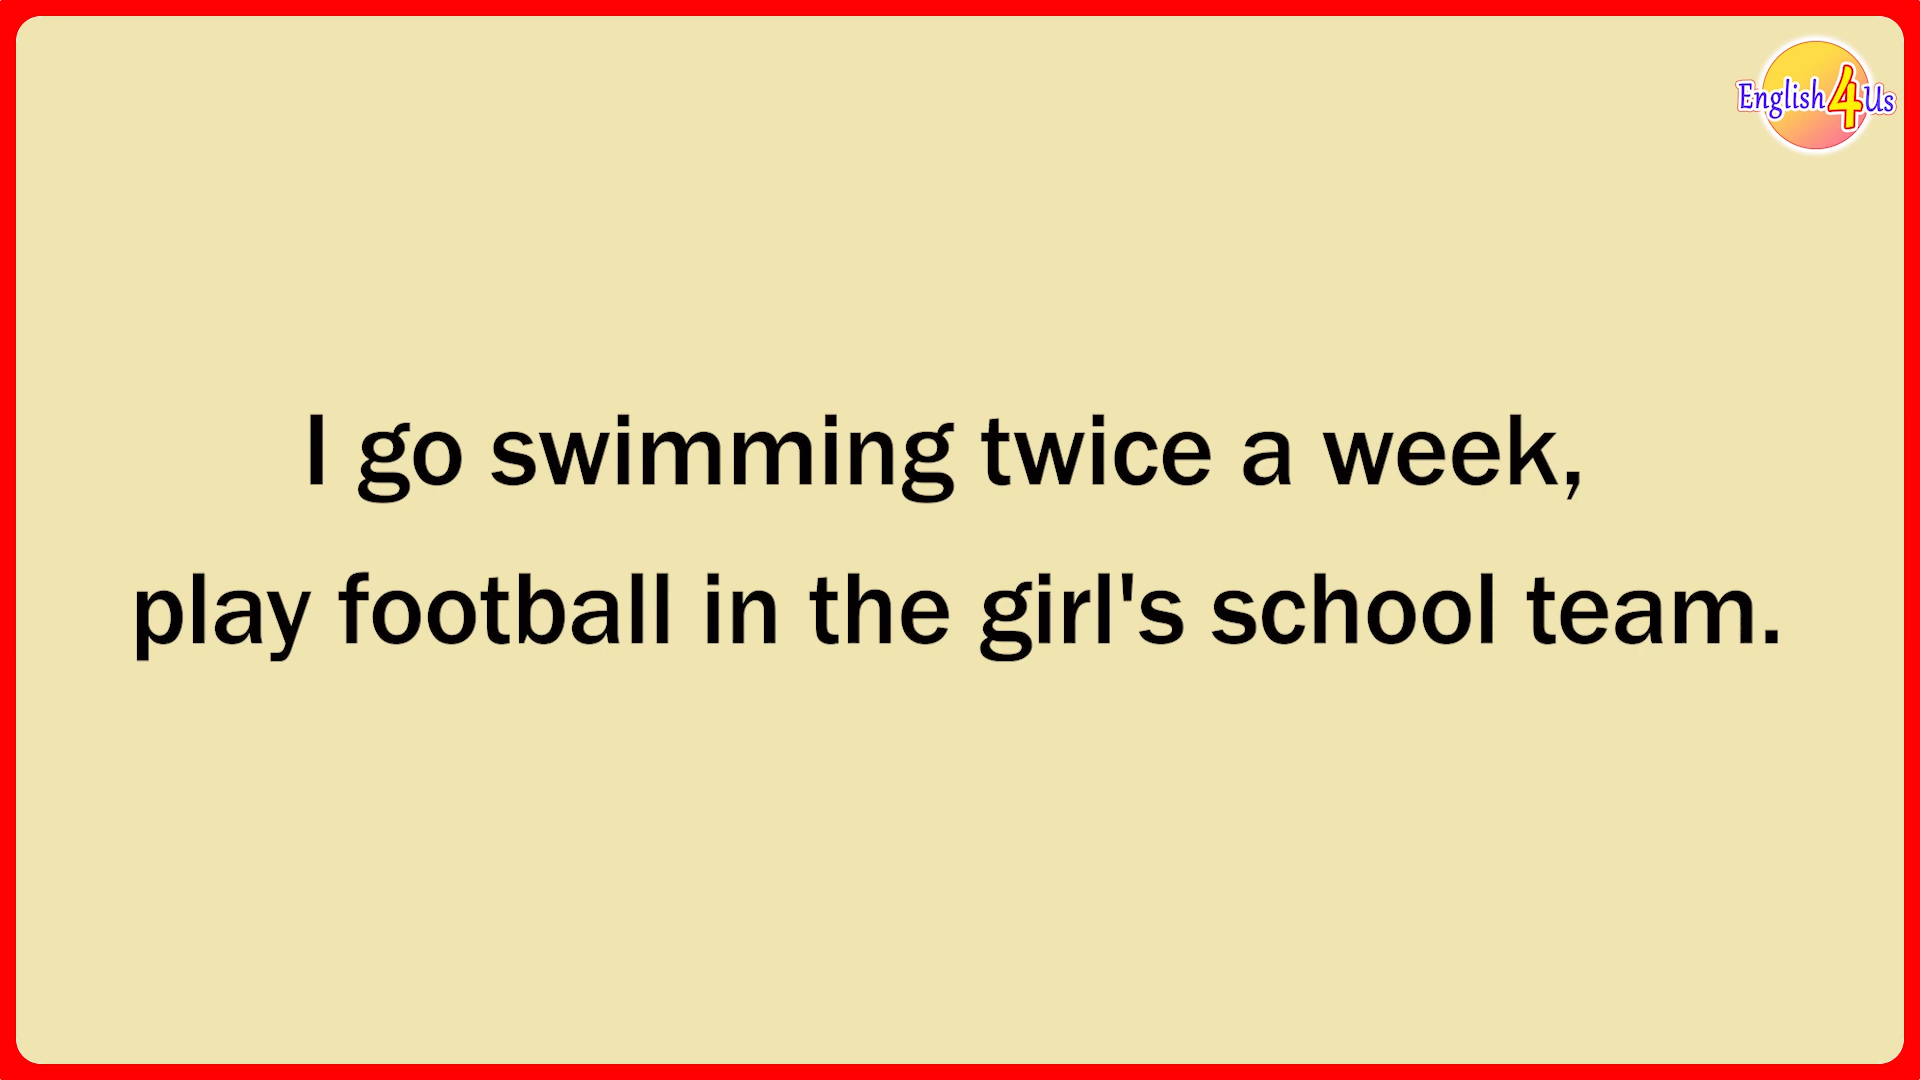 English4Us
I go swimming twice a week,
play football in the girl's school team.